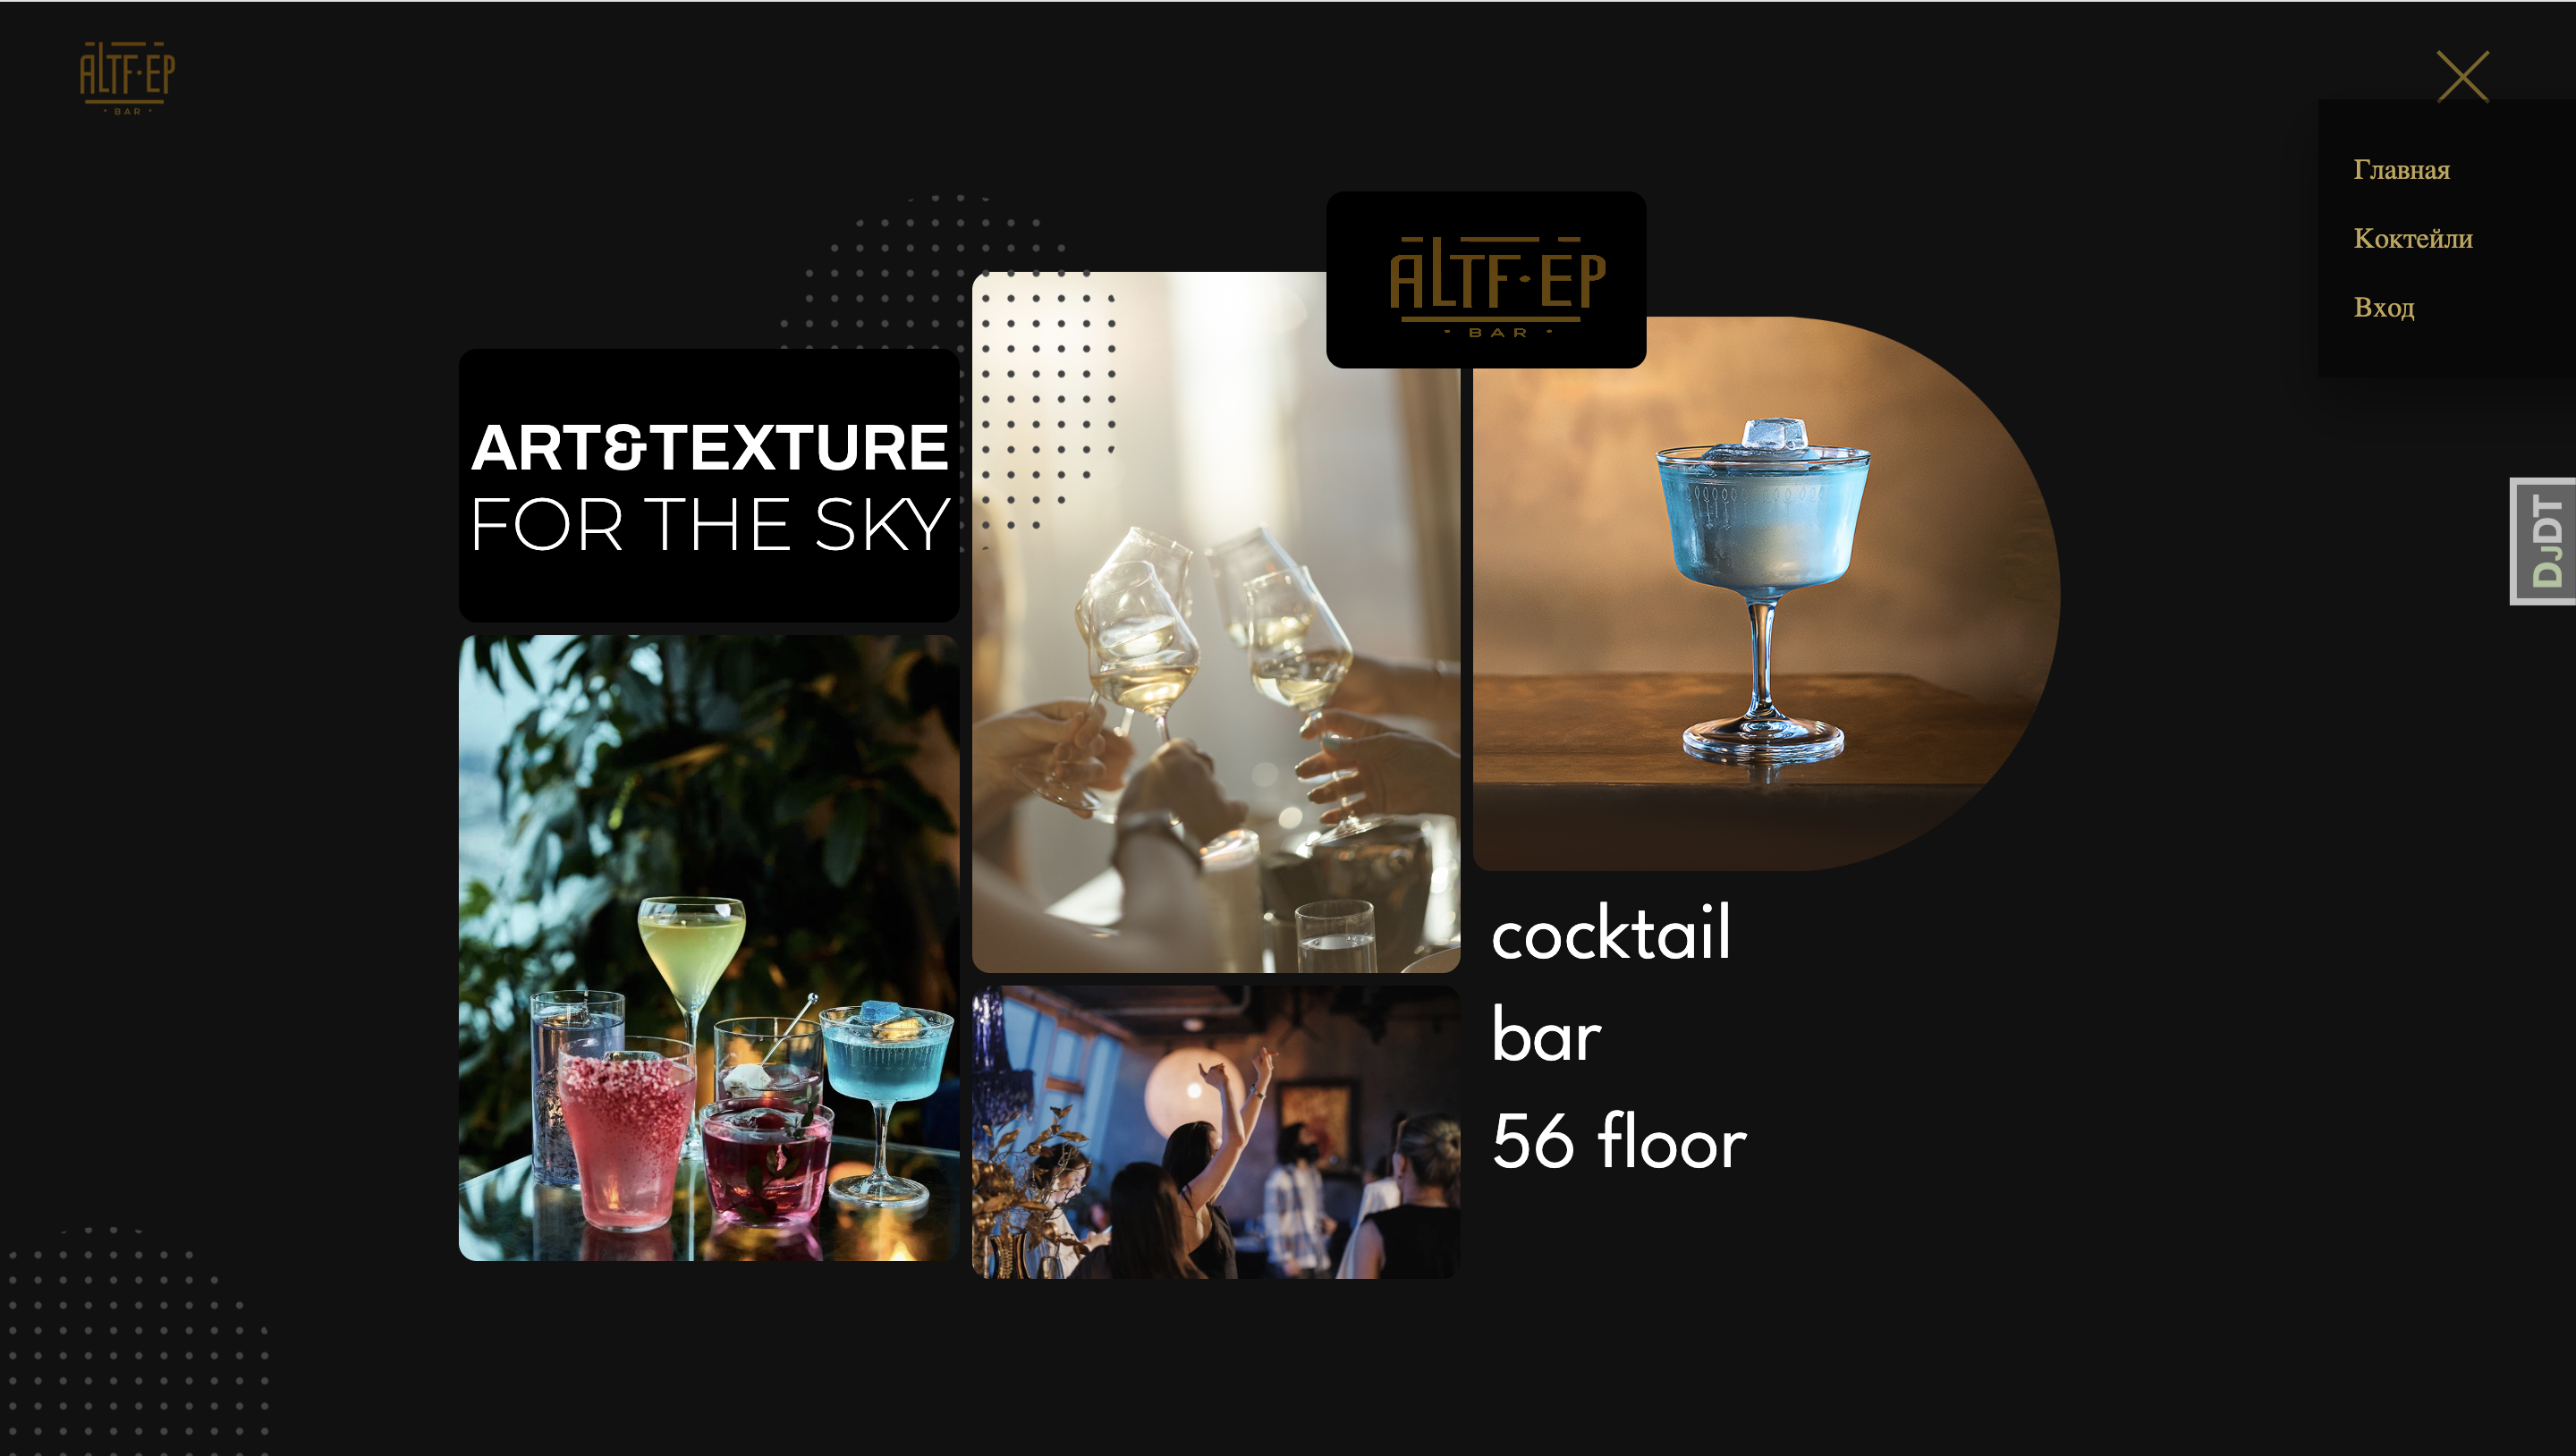 ALTF·EP
· BAR ·
Главная
Коктейли
Вход
ALTF·EP
· BAR ·
ART&TEXTURE
FOR THE SKY
DJDT
cocktail
bar
56 floor